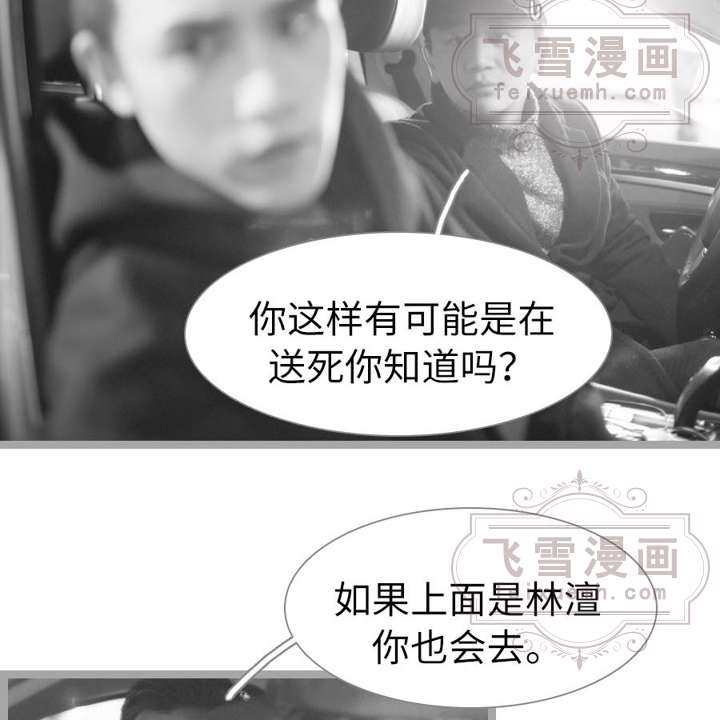 飞雪漫画
feixuemh.com
你这样有可能是在
送死你知道吗?
飞雪漫画
feixuemh.com
如果上面是林澶
你也会去。